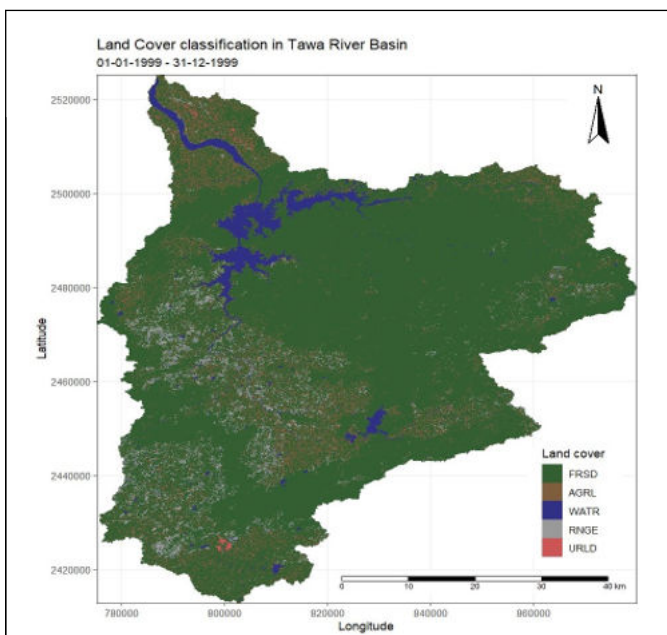 Land Cover classification in Tawa River Basin
01-01-1999 - 31-12-1999
N
2520000
2500000
2480000
2460000
2440000
2420000
Latitude
Land cover
FRSD
AGRL
WATR
RNGE
URLD
0 10 20 30 40 km
780000 800000 820000 840000 860000
Longitude